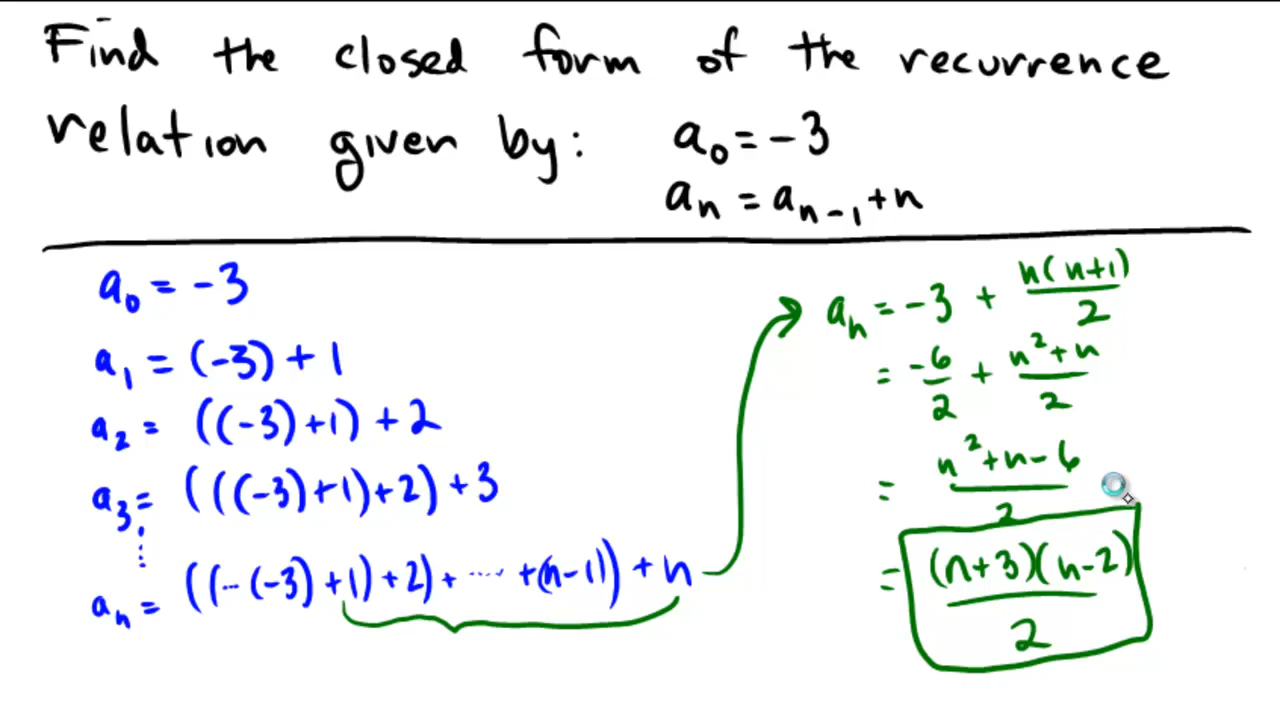 Find the closed form of the recurrence
relation given by: a₀ = -3
aₙ = aₙ₋₁ + n
a₀ = -3
a₁ = (-3) + 1
a₂ = ((-3) + 1) + 2
a₃ = (((-3) + 1) + 2) + 3
⋮
aₙ = ((… (-3) + 1) + 2) + … + (n-1)) + n
aₙ = -3 + n(n+1)/2
= -6/2 + n²+n/2
= n²+n-6/2
= (n+3)(n-2)/2